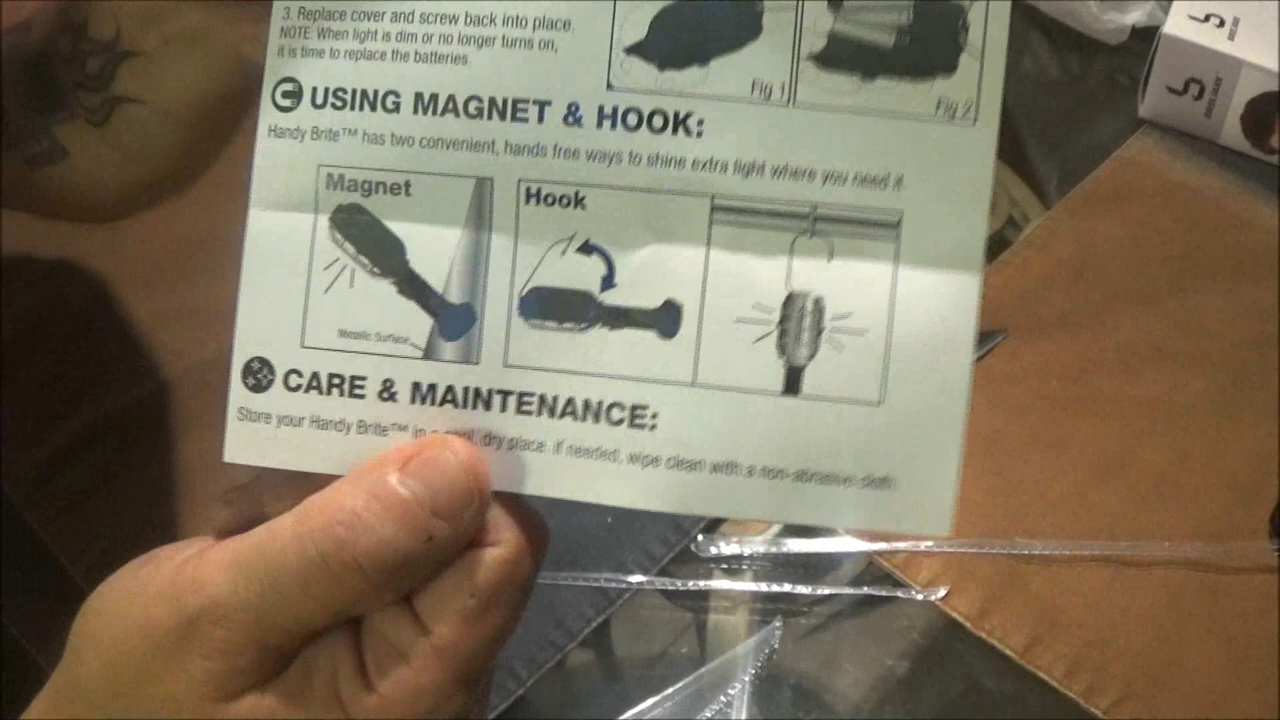 3. Replace cover and screw back into place.
NOTE: When light is dim or no longer turns on,
it is time to replace the batteries
Fig 1
Fig 2
USING MAGNET & HOOK:
Handy Brite™ has two convenient, hands free ways to shine extra light where you need it.
Magnet
Hook
Metallic Surface
CARE & MAINTENANCE:
Store your Handy Brite™ in a cool, dry place. If needed, wipe clean with a non-abrasive cloth.